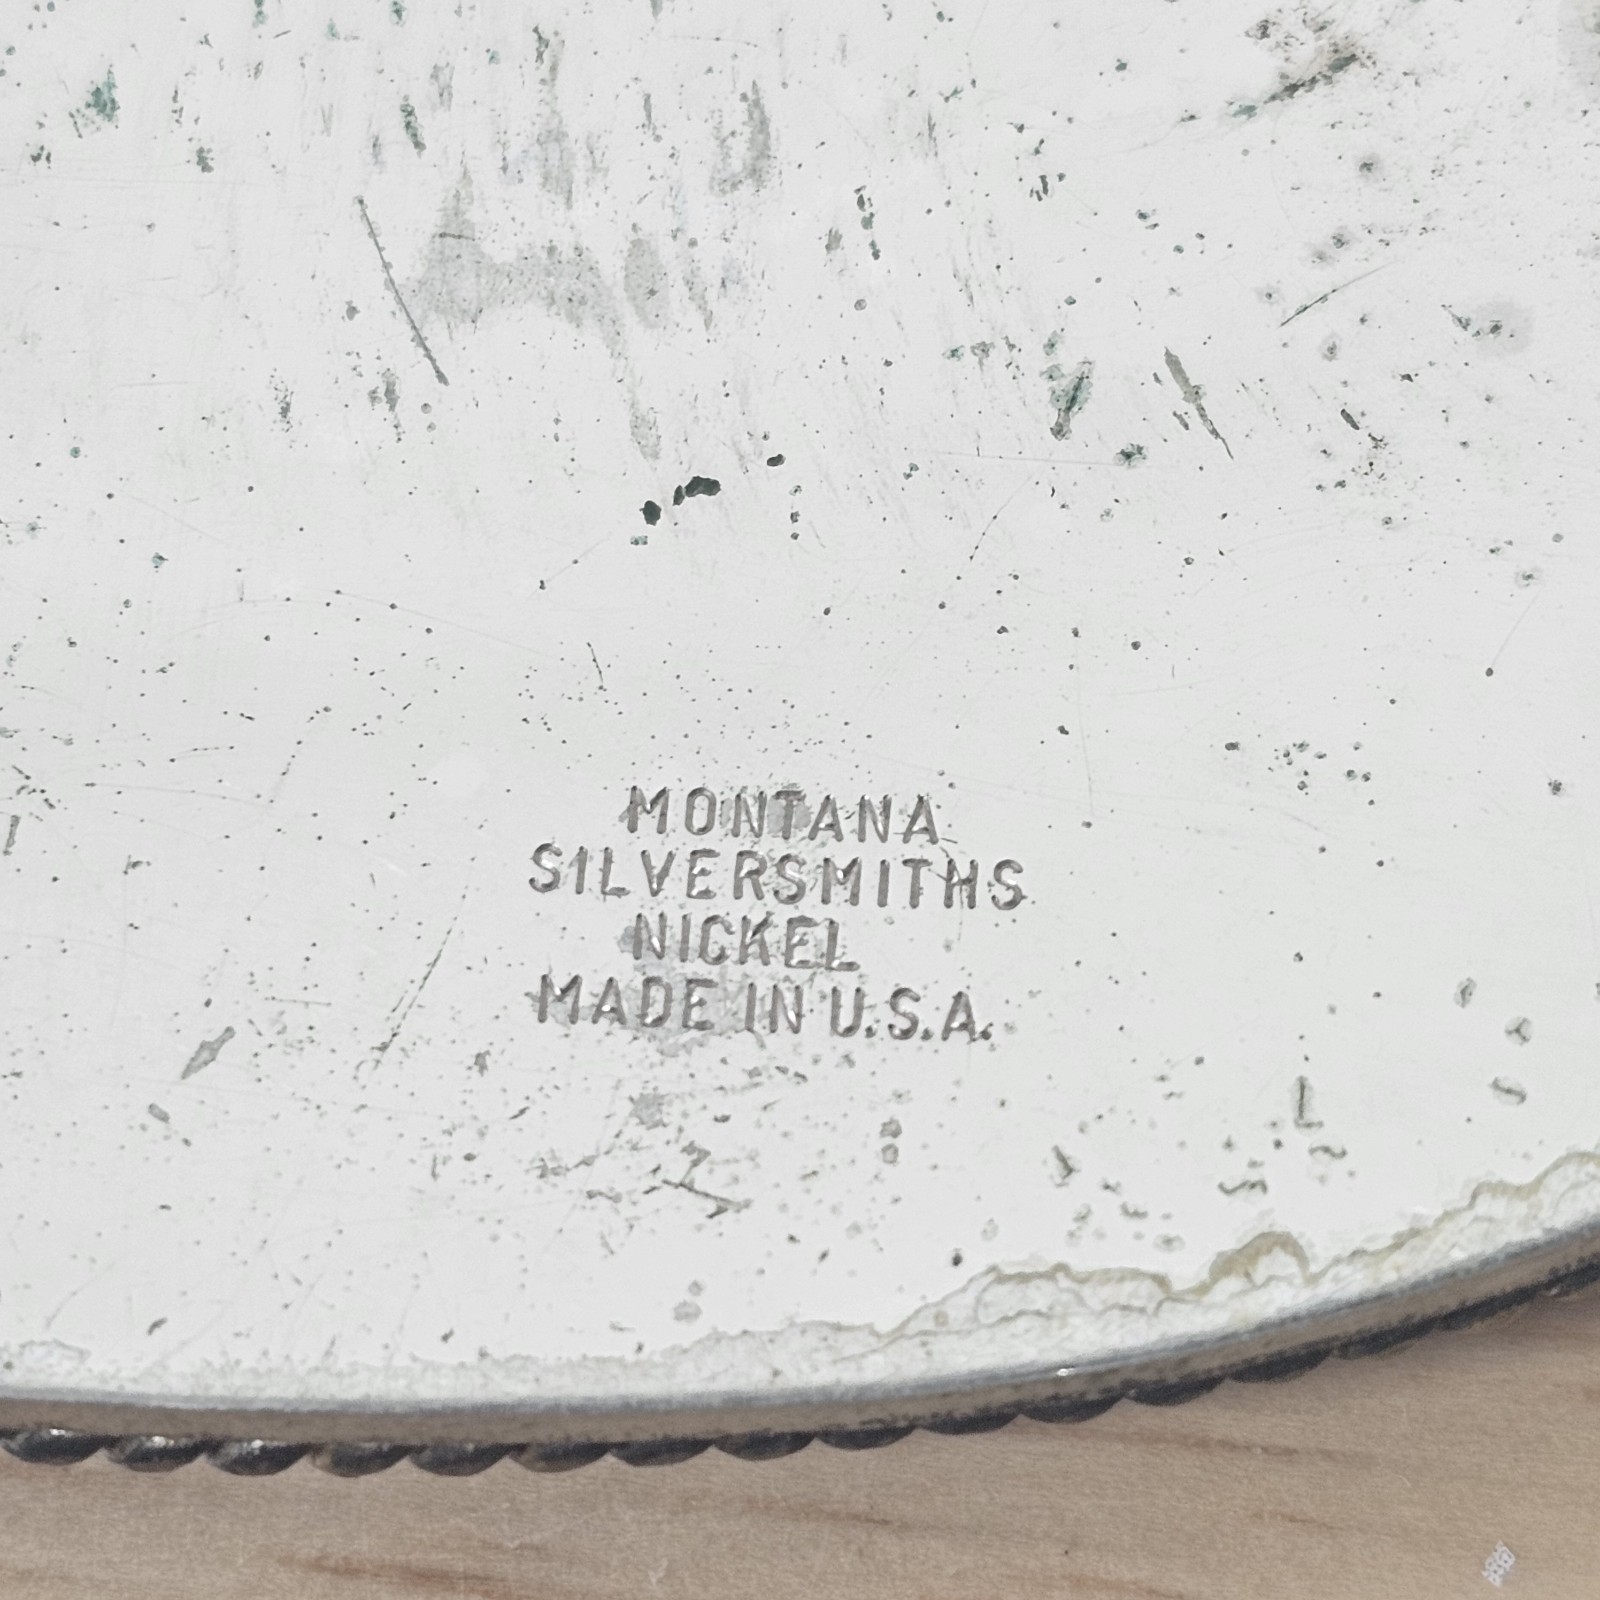 MONTANA
SILVERSMITHS
NICKEL
MADE IN U.S.A.